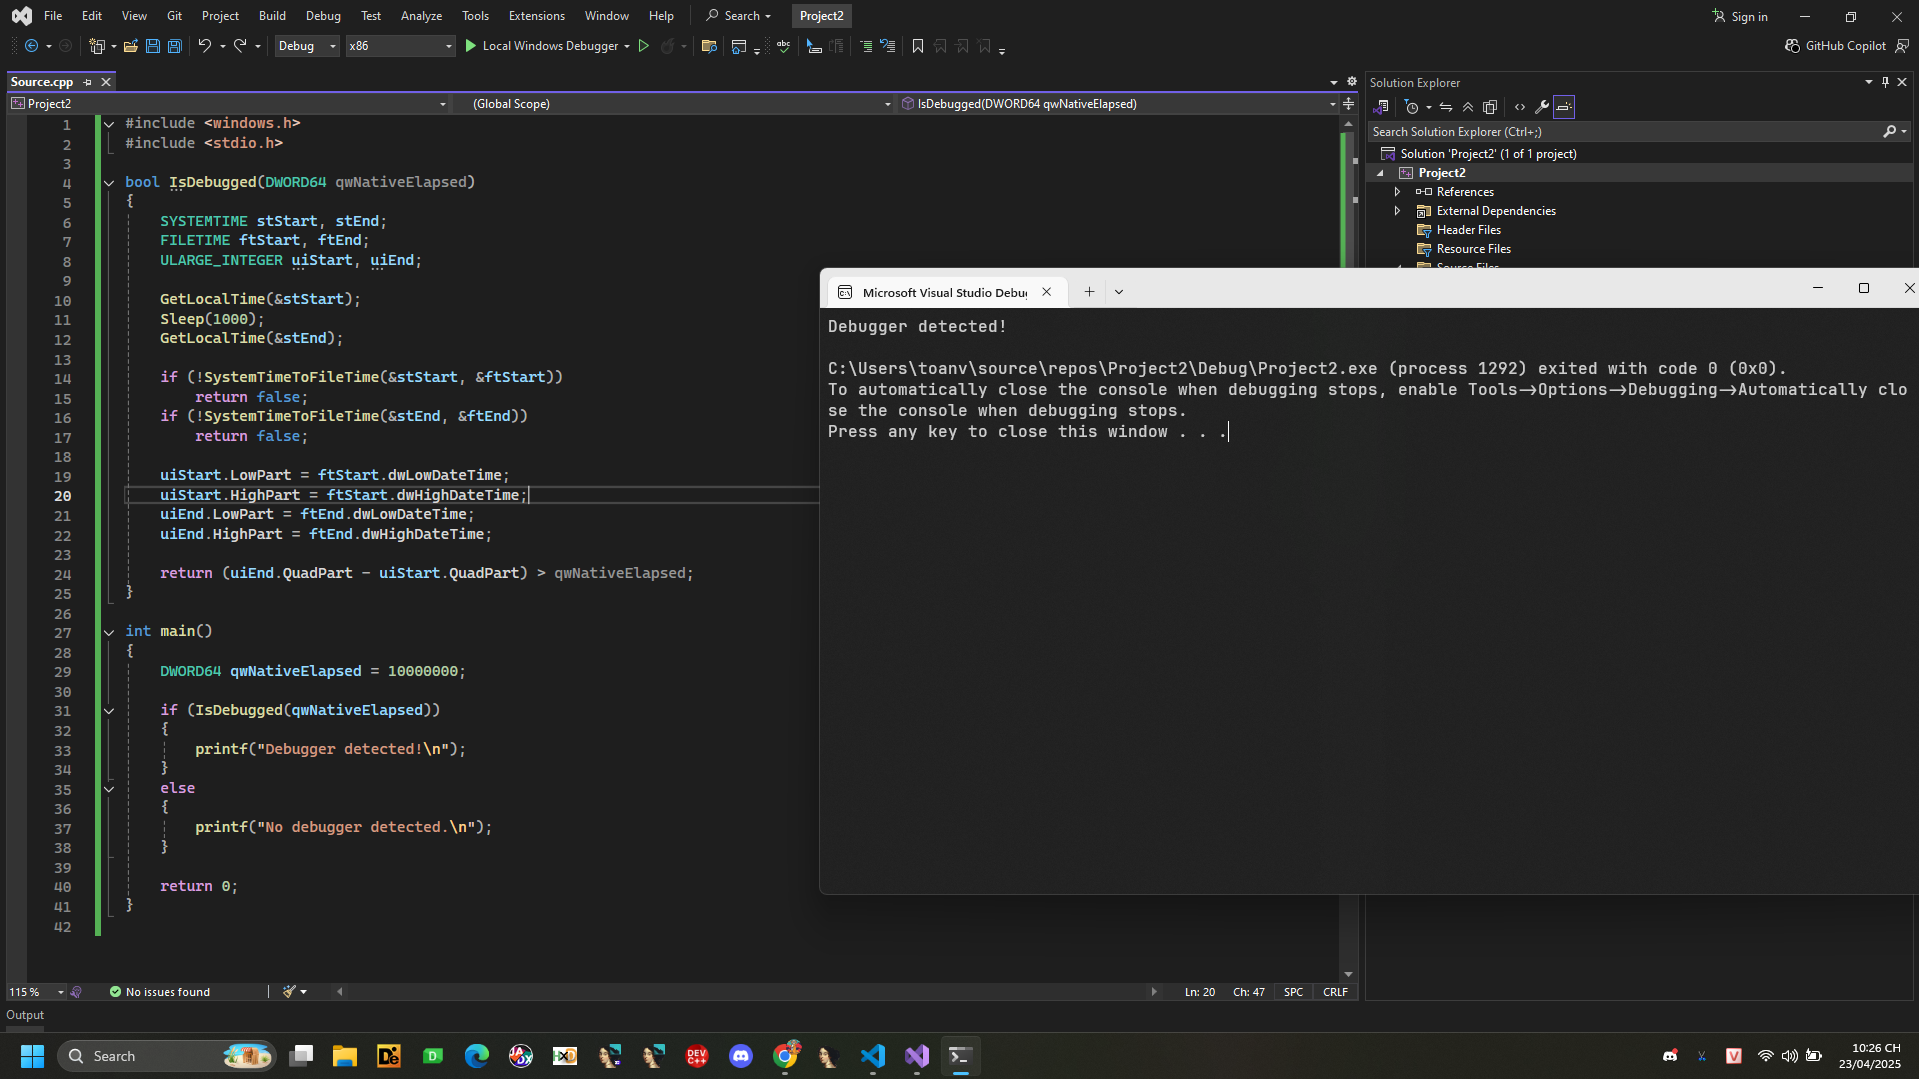 File Edit View Git Project Build Debug Test Analyze Tools Extensions Window Help Search Project2 Sign in
Debug x86 Local Windows Debugger abc GitHub Copilot
Source.cpp
Project2 (Global Scope) IsDebugged(DWORD64 qwNativeElapsed)
1 #include <windows.h>
2 #include <stdio.h>
3
4 bool IsDebugged(DWORD64 qwNativeElapsed)
5 {
6 SYSTEMTIME stStart, stEnd;
7 FILETIME ftStart, ftEnd;
8 ULARGE_INTEGER uiStart, uiEnd;
9
10 GetLocalTime(&stStart);
11 Sleep(1000);
12 GetLocalTime(&stEnd);
13
14 if (!SystemTimeToFileTime(&stStart, &ftStart))
15 return false;
16 if (!SystemTimeToFileTime(&stEnd, &ftEnd))
17 return false;
18
19 uiStart.LowPart = ftStart.dwLowDateTime;
20 uiStart.HighPart = ftStart.dwHighDateTime;
21 uiEnd.LowPart = ftEnd.dwLowDateTime;
22 uiEnd.HighPart = ftEnd.dwHighDateTime;
23
24 return (uiEnd.QuadPart - uiStart.QuadPart) > qwNativeElapsed;
25 }
26
27 int main()
28 {
29 DWORD64 qwNativeElapsed = 10000000;
30
31 if (IsDebugged(qwNativeElapsed))
32 {
33 printf("Debugger detected!\n");
34 }
35 else
36 {
37 printf("No debugger detected.\n");
38 }
39
40 return 0;
41 }
42
Solution Explorer
Search Solution Explorer (Ctrl+;)
Solution 'Project2' (1 of 1 project)
Project2
References
External Dependencies
Header Files
Resource Files
Source Files
Microsoft Visual Studio Debug
Debugger detected!
C:\Users\toanv\source\repos\Project2\Debug\Project2.exe (process 1292) exited with code 0 (0x0).
To automatically close the console when debugging stops, enable Tools->Options->Debugging->Automatically clo
se the console when debugging stops.
Press any key to close this window . . .
115 % No issues found Ln: 20 Ch: 47 SPC CRLF
Output
Search
10:26 CH
23/04/2025